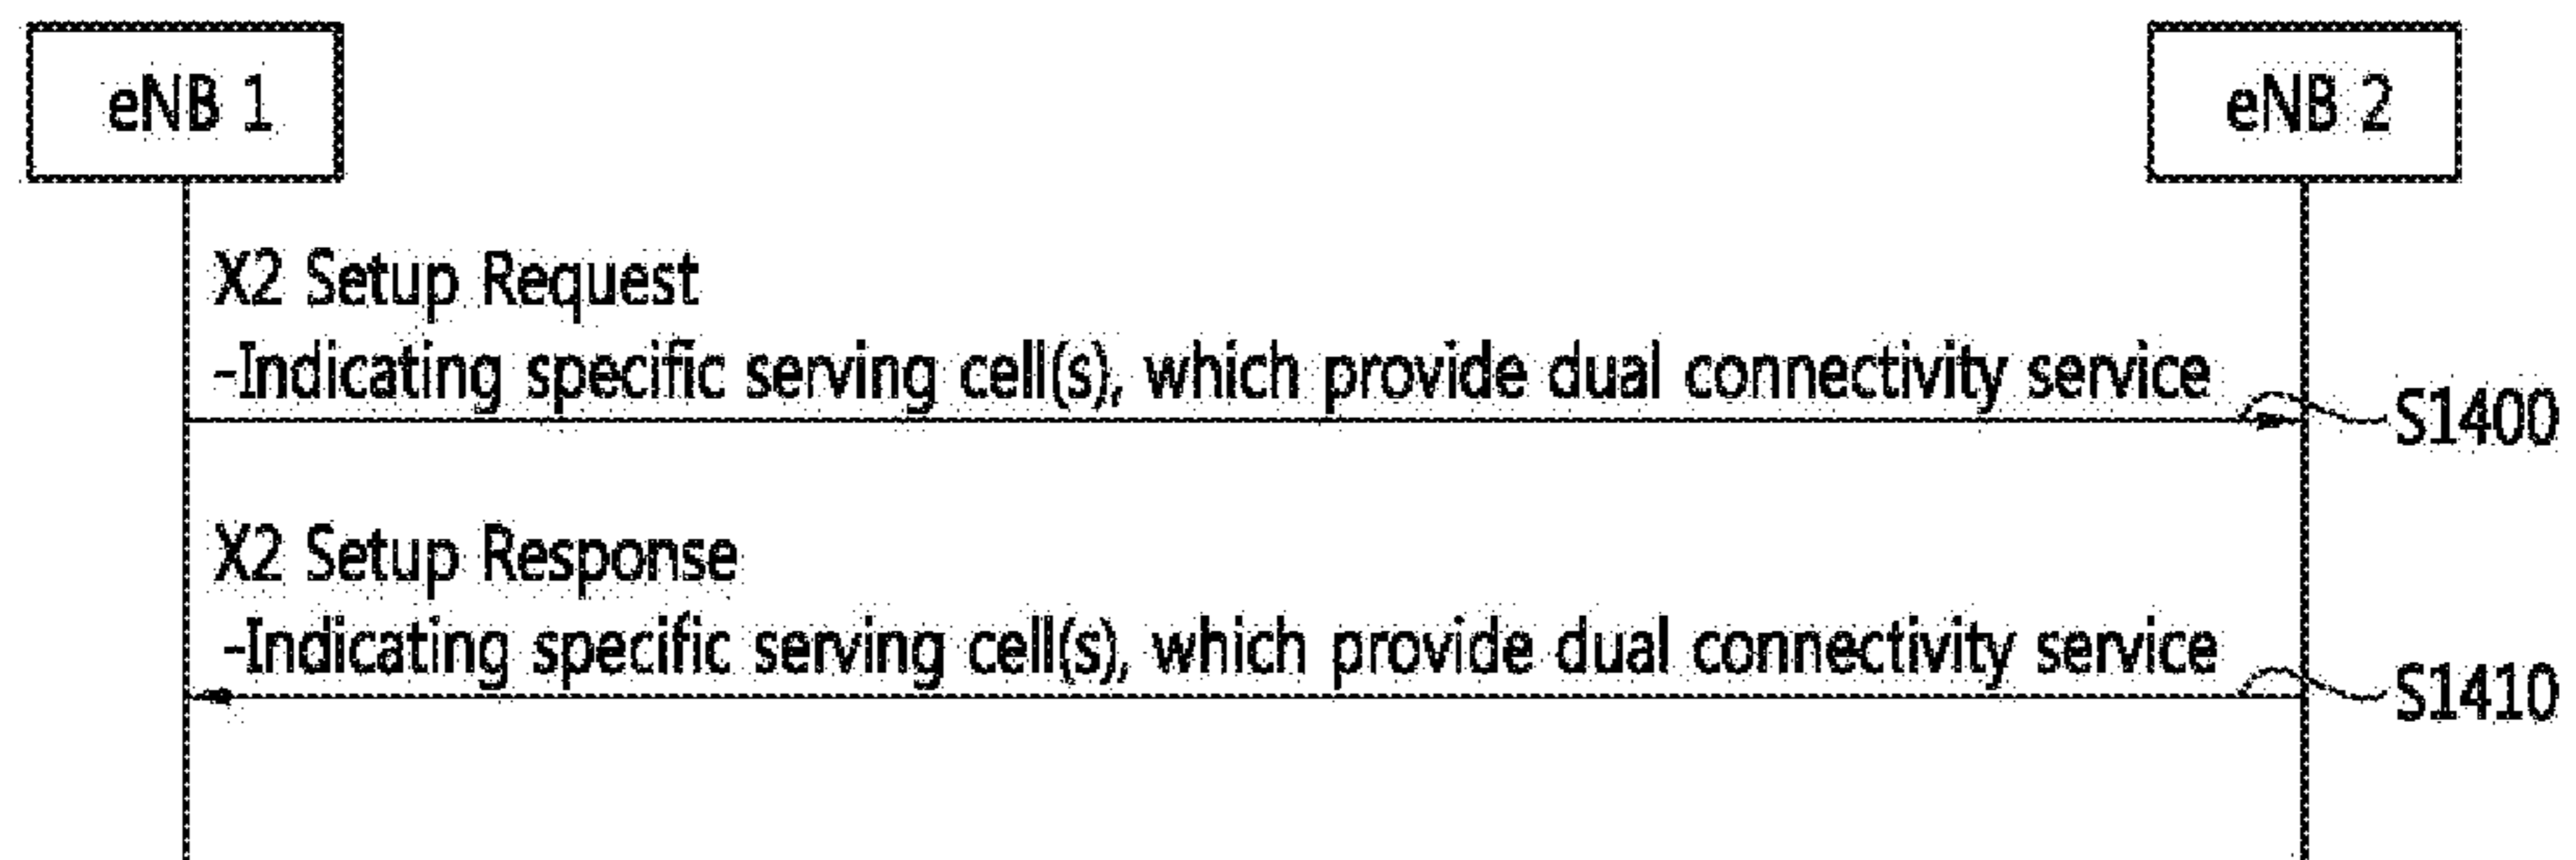 eNB 1
eNB 2
X2 Setup Request
-Indicating specific serving cell(s), which provide dual connectivity service
S1400
X2 Setup Response
-Indicating specific serving cell(s), which provide dual connectivity service
S1410